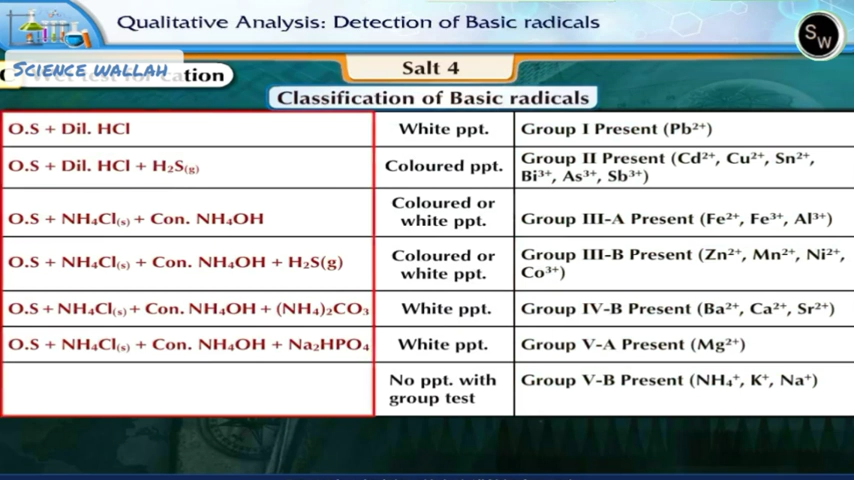 Qualitative Analysis: Detection of Basic radicals
SW
SCIENCE WALLAH
cation
Salt 4
Classification of Basic radicals
O.S + Dil. HCl White ppt. Group I Present (Pb²⁺)
O.S + Dil. HCl + H₂S(g) Coloured ppt. Group II Present (Cd²⁺, Cu²⁺, Sn²⁺,
Bi³⁺, As³⁺, Sb³⁺)
O.S + NH₄Cl(s) + Con. NH₄OH Coloured or
white ppt. Group III-A Present (Fe²⁺, Fe³⁺, Al³⁺)
O.S + NH₄Cl(s) + Con. NH₄OH + H₂S(g) Coloured or
white ppt. Group III-B Present (Zn²⁺, Mn²⁺, Ni²⁺,
Co³⁺)
O.S + NH₄Cl(s) + Con. NH₄OH + (NH₄)₂CO₃ White ppt. Group IV-B Present (Ba²⁺, Ca²⁺, Sr²⁺)
O.S + NH₄Cl(s) + Con. NH₄OH + Na₂HPO₄ White ppt. Group V-A Present (Mg²⁺)
No ppt. with
group test Group V-B Present (NH₄⁺, K⁺, Na⁺)